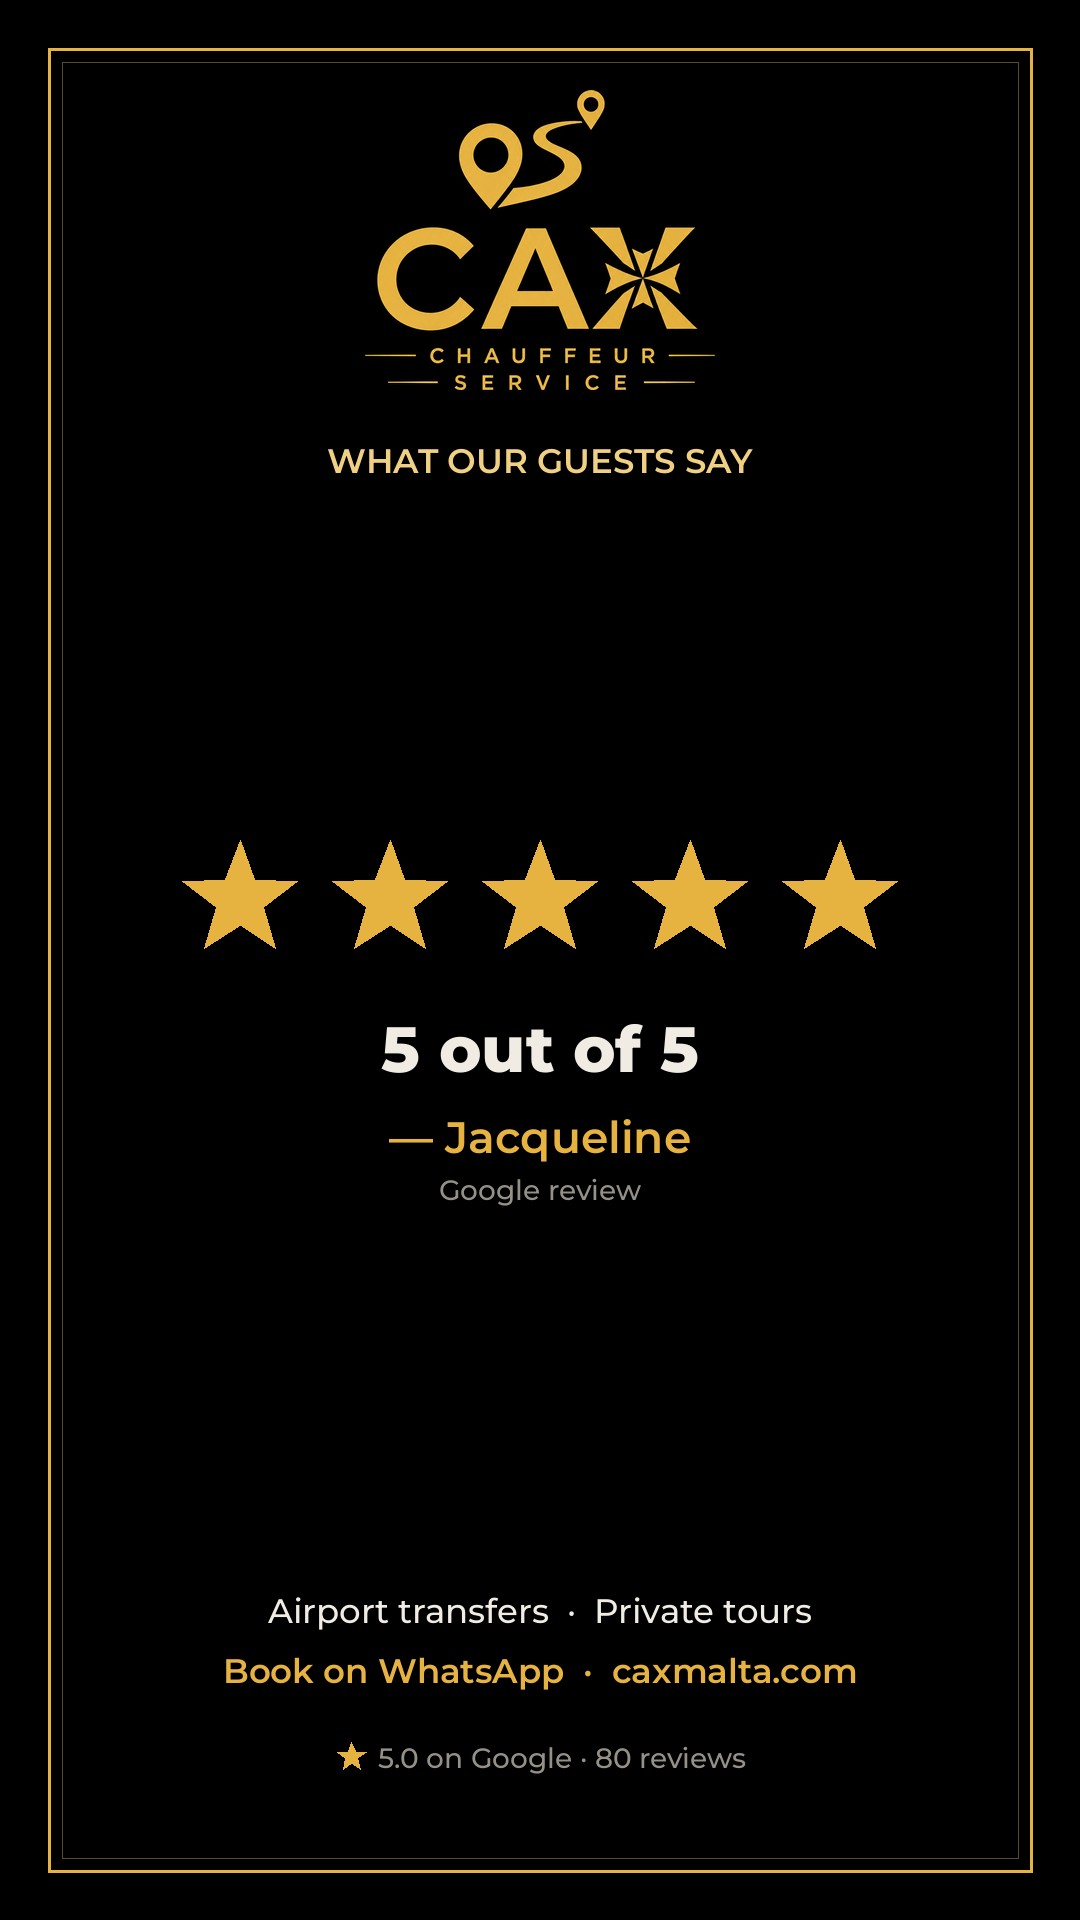 CAX
CHAUFFEUR
SERVICE
WHAT OUR GUESTS SAY
5 out of 5
— Jacqueline
Google review
Airport transfers · Private tours
Book on WhatsApp · caxmalta.com
5.0 on Google · 80 reviews